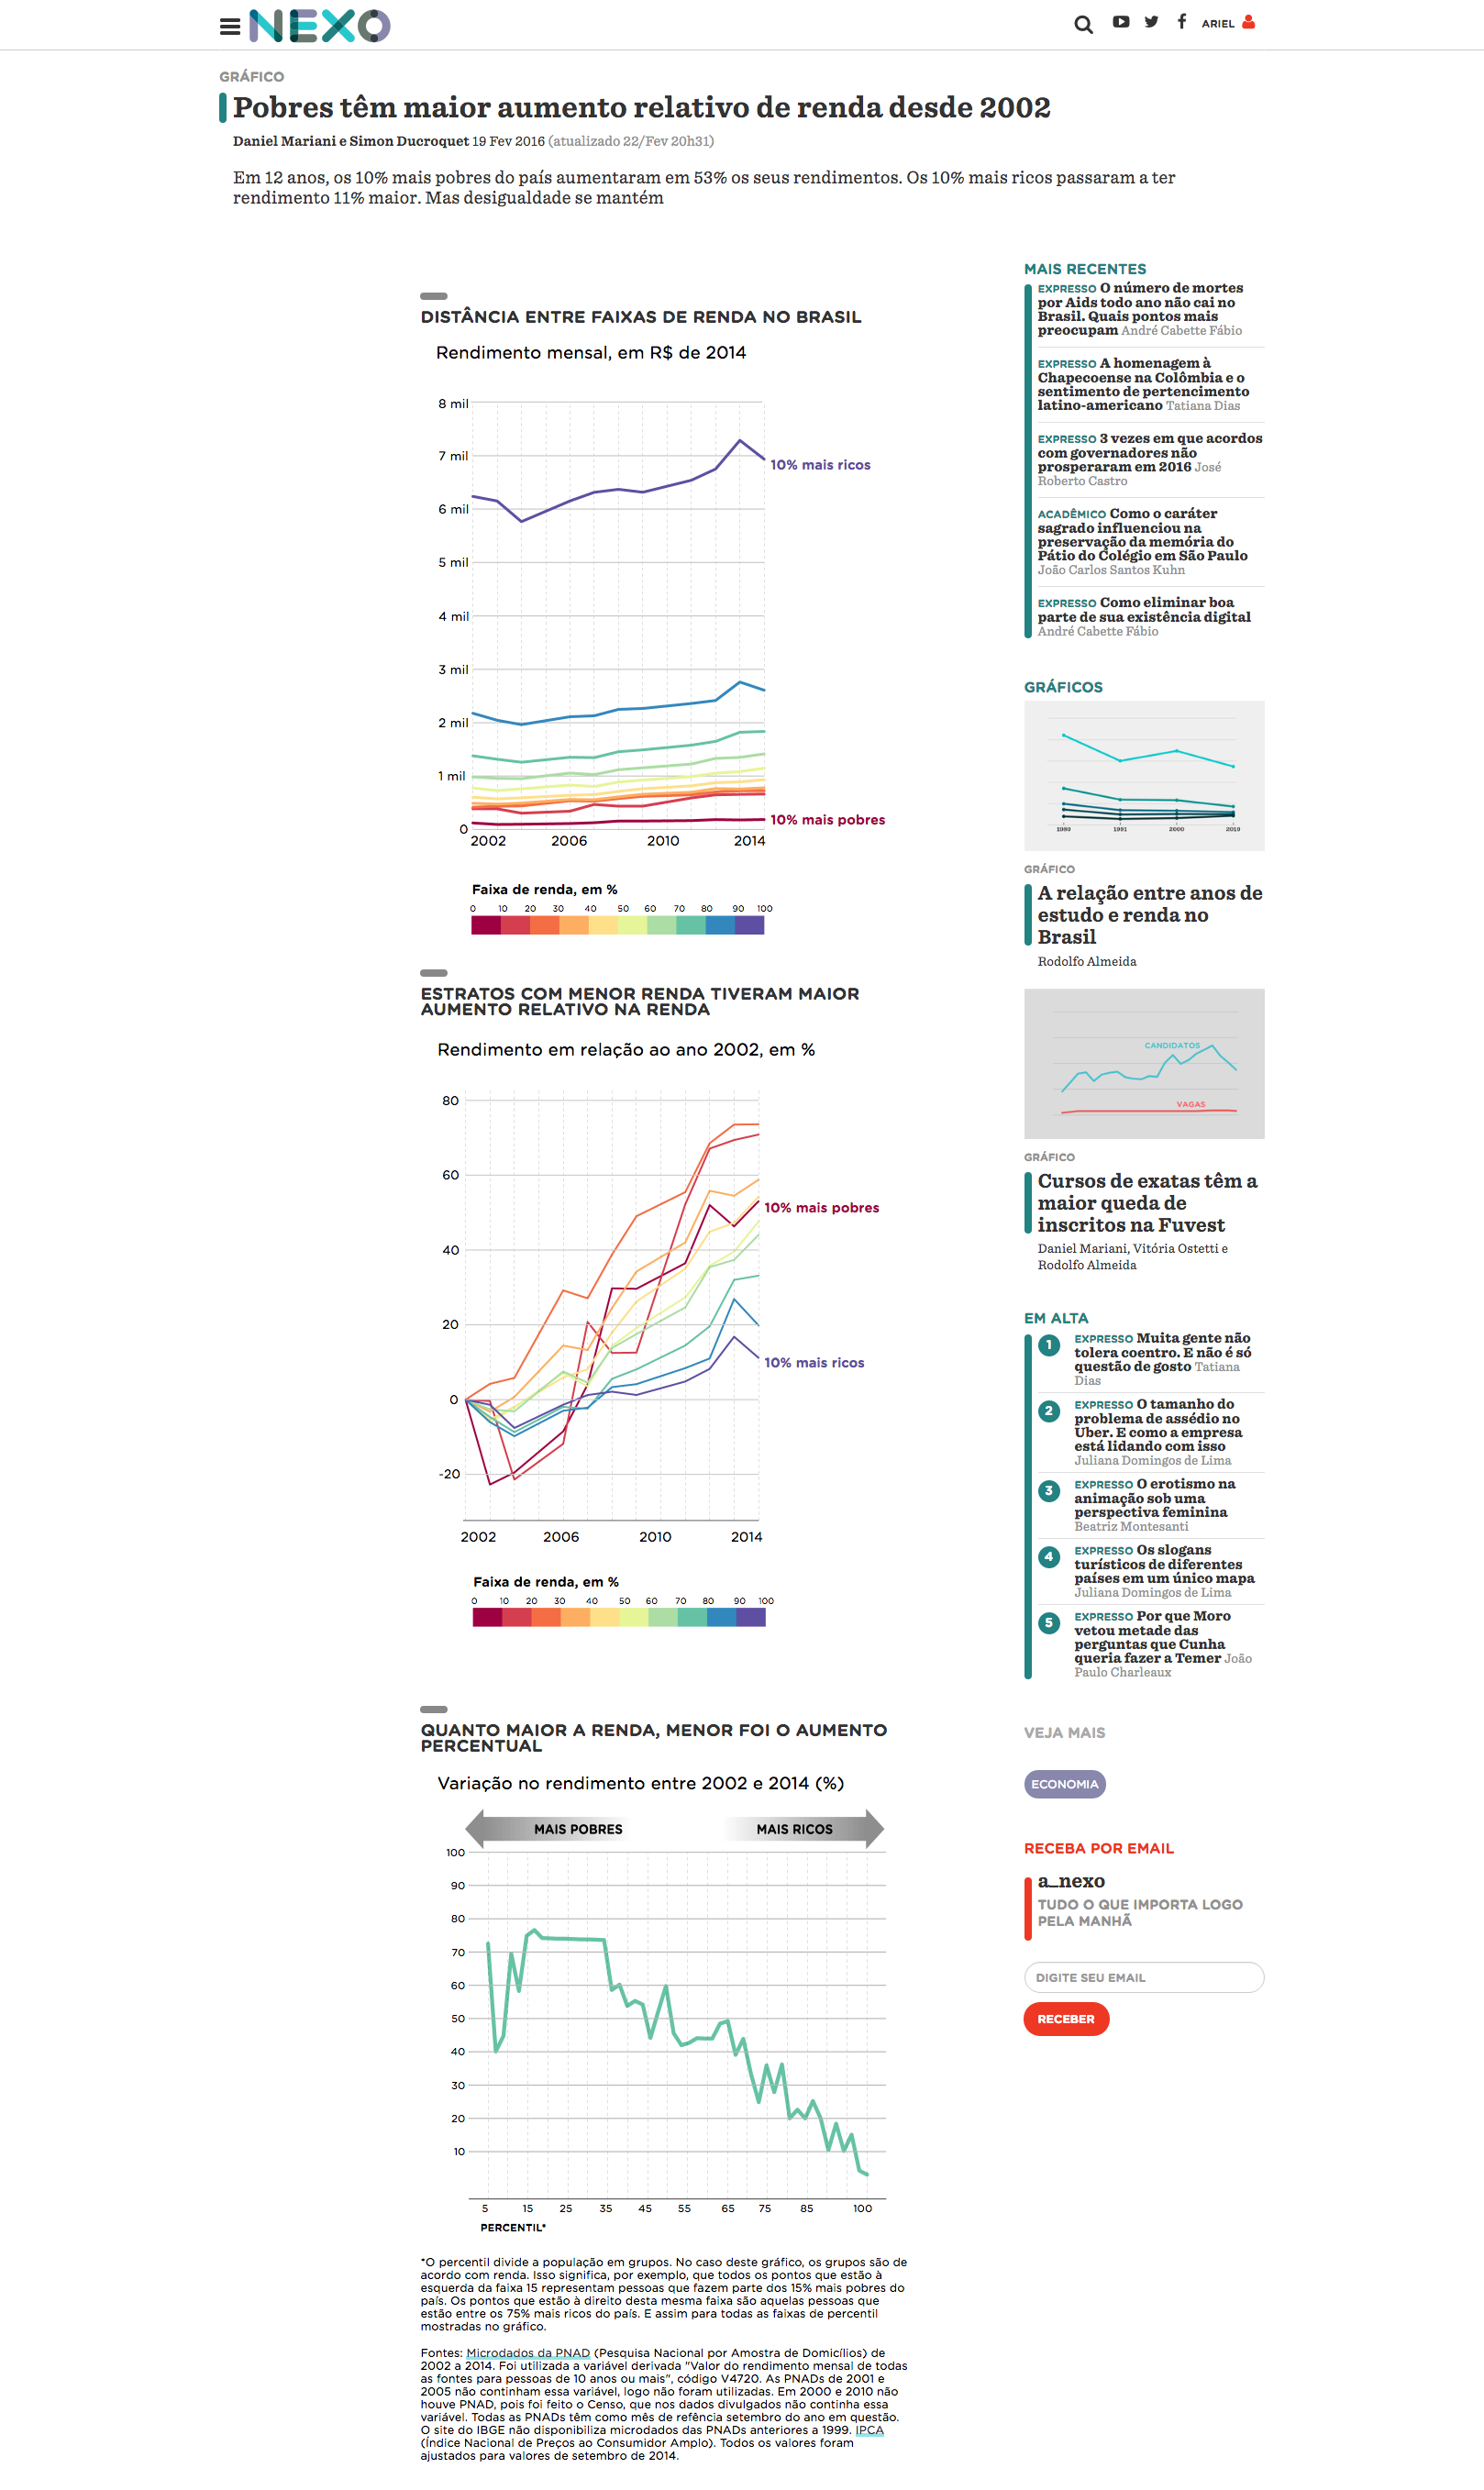 NEXO
ARIEL
GRÁFICO
Pobres têm maior aumento relativo de renda desde 2002
Daniel Mariani e Simon Ducroquet 19 Fev 2016 (atualizado 22/Fev 20h31)
Em 12 anos, os 10% mais pobres do país aumentaram em 53% os seus rendimentos. Os 10% mais ricos passaram a ter
rendimento 11% maior. Mas desigualdade se mantém
DISTÂNCIA ENTRE FAIXAS DE RENDA NO BRASIL
Rendimento mensal, em R$ de 2014
8 mil
7 mil
10% mais ricos
6 mil
5 mil
4 mil
3 mil
2 mil
1 mil
10% mais pobres
0
2002 2006 2010 2014
Faixa de renda, em %
0 10 20 30 40 50 60 70 80 90 100
ESTRATOS COM MENOR RENDA TIVERAM MAIOR
AUMENTO RELATIVO NA RENDA
Rendimento em relação ao ano 2002, em %
80
60
10% mais pobres
40
20
10% mais ricos
0
-20
2002 2006 2010 2014
Faixa de renda, em %
0 10 20 30 40 50 60 70 80 90 100
QUANTO MAIOR A RENDA, MENOR FOI O AUMENTO
PERCENTUAL
Variação no rendimento entre 2002 e 2014 (%)
MAIS POBRES MAIS RICOS
100
90
80
70
60
50
40
30
20
10
5 15 25 35 45 55 65 75 85 100
PERCENTIL*
*O percentil divide a população em grupos. No caso deste gráfico, os grupos são de
acordo com renda. Isso significa, por exemplo, que todos os pontos que estão à
esquerda da faixa 15 representam pessoas que fazem parte dos 15% mais pobres do
país. Os pontos que estão à direito desta mesma faixa são aquelas pessoas que
estão entre os 75% mais ricos do país. E assim para todas as faixas de percentil
mostradas no gráfico.
Fontes: Microdados da PNAD (Pesquisa Nacional por Amostra de Domicílios) de
2002 a 2014. Foi utilizada a variável derivada "Valor do rendimento mensal de todas
as fontes para pessoas de 10 anos ou mais", código V4720. As PNADs de 2001 e
2005 não continham essa variável, logo não foram utilizadas. Em 2000 e 2010 não
houve PNAD, pois foi feito o Censo, que nos dados divulgados não continha essa
variável. Todas as PNADs têm como mês de refência setembro do ano em questão.
O site do IBGE não disponibiliza microdados das PNADs anteriores a 1999. IPCA
(Índice Nacional de Preços ao Consumidor Amplo). Todos os valores foram
ajustados para valores de setembro de 2014.
MAIS RECENTES
EXPRESSO O número de mortes
por Aids todo ano não cai no
Brasil. Quais pontos mais
preocupam André Cabette Fábio
EXPRESSO A homenagem à
Chapecoense na Colômbia e o
sentimento de pertencimento
latino-americano Tatiana Dias
EXPRESSO 3 vezes em que acordos
com governadores não
prosperaram em 2016 José
Roberto Castro
ACADÊMICO Como o caráter
sagrado influenciou na
preservação da memória do
Pátio do Colégio em São Paulo
João Carlos Santos Kuhn
EXPRESSO Como eliminar boa
parte de sua existência digital
André Cabette Fábio
GRÁFICOS
1980 1991 2000 2010
GRÁFICO
A relação entre anos de
estudo e renda no
Brasil
Rodolfo Almeida
CANDIDATOS
VAGAS
GRÁFICO
Cursos de exatas têm a
maior queda de
inscritos na Fuvest
Daniel Mariani, Vitória Ostetti e
Rodolfo Almeida
EM ALTA
1 EXPRESSO Muita gente não
tolera coentro. E não é só
questão de gosto Tatiana
Dias
2 EXPRESSO O tamanho do
problema de assédio no
Uber. E como a empresa
está lidando com isso
Juliana Domingos de Lima
3 EXPRESSO O erotismo na
animação sob uma
perspectiva feminina
Beatriz Montesanti
4 EXPRESSO Os slogans
turísticos de diferentes
países em um único mapa
Juliana Domingos de Lima
5 EXPRESSO Por que Moro
vetou metade das
perguntas que Cunha
queria fazer a Temer João
Paulo Charleaux
VEJA MAIS
ECONOMIA
RECEBA POR EMAIL
a_nexo
TUDO O QUE IMPORTA LOGO
PELA MANHÃ
DIGITE SEU EMAIL
RECEBER